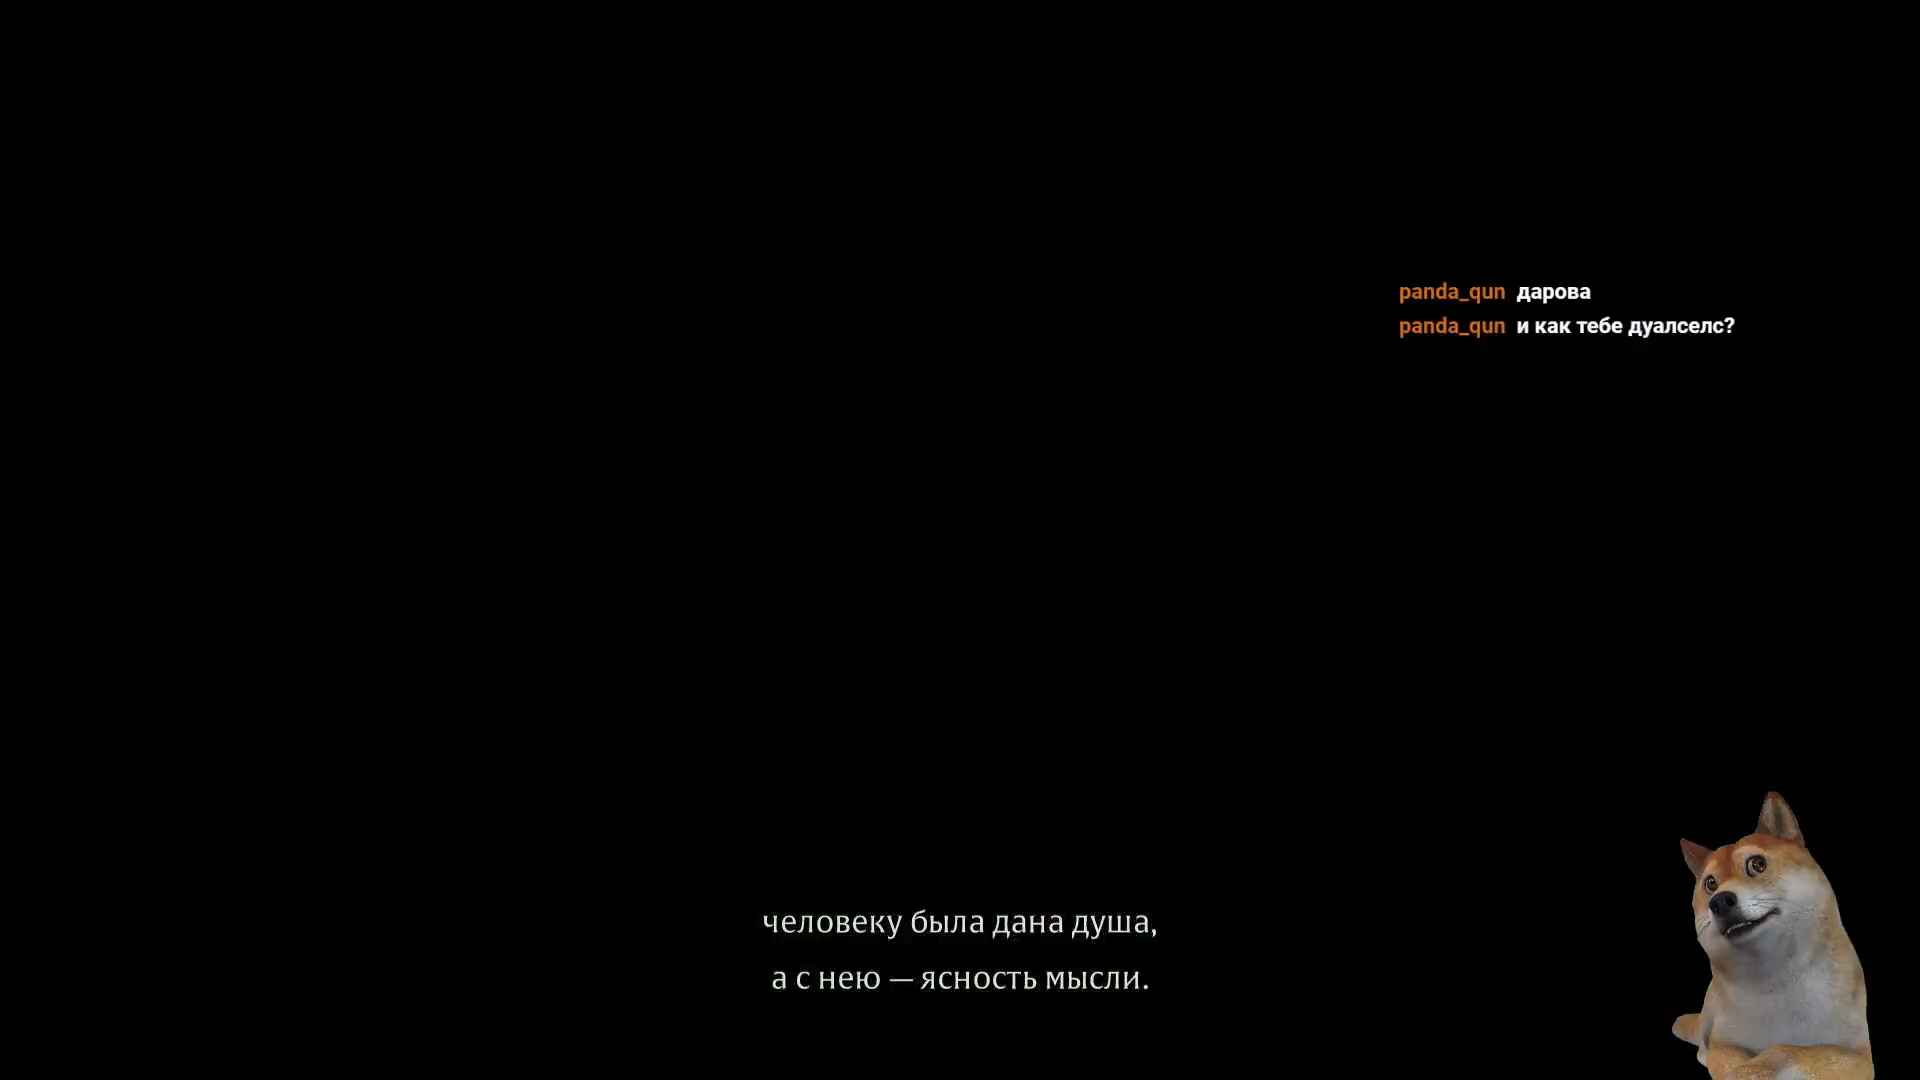 panda_qun дарова
panda_qun и как тебе дуалселс?
человеку была дана душа,
а с нею — ясность мысли.